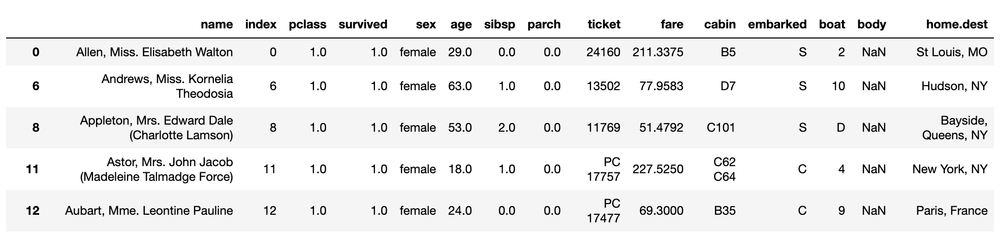 name index pclass survived sex age sibsp parch ticket fare cabin embarked boat body home.dest
0 Allen, Miss. Elisabeth Walton 0 1.0 1.0 female 29.0 0.0 0.0 24160 211.3375 B5 S 2 NaN St Louis, MO
6 Andrews, Miss. Kornelia Theodosia 6 1.0 1.0 female 63.0 1.0 0.0 13502 77.9583 D7 S 10 NaN Hudson, NY
8 Appleton, Mrs. Edward Dale (Charlotte Lamson) 8 1.0 1.0 female 53.0 2.0 0.0 11769 51.4792 C101 S D NaN Bayside, Queens, NY
11 Astor, Mrs. John Jacob (Madeleine Talmadge Force) 11 1.0 1.0 female 18.0 1.0 0.0 PC 17757 227.5250 C62 C64 C 4 NaN New York, NY
12 Aubart, Mme. Leontine Pauline 12 1.0 1.0 female 24.0 0.0 0.0 PC 17477 69.3000 B35 C 9 NaN Paris, France